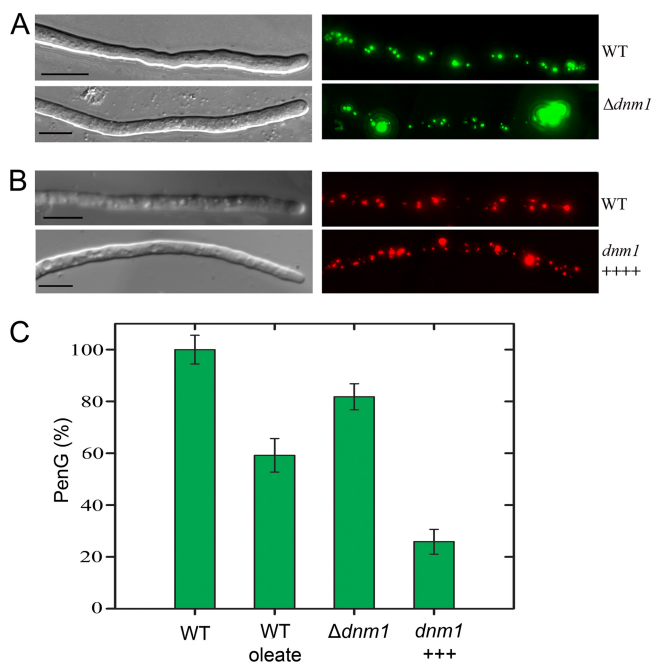 A
WT
Δdnm1
B
WT
dnm1
++++
C
PenG (%)
100
80
60
40
20
0
WT
WT
oleate
Δdnm1
dnm1
+++